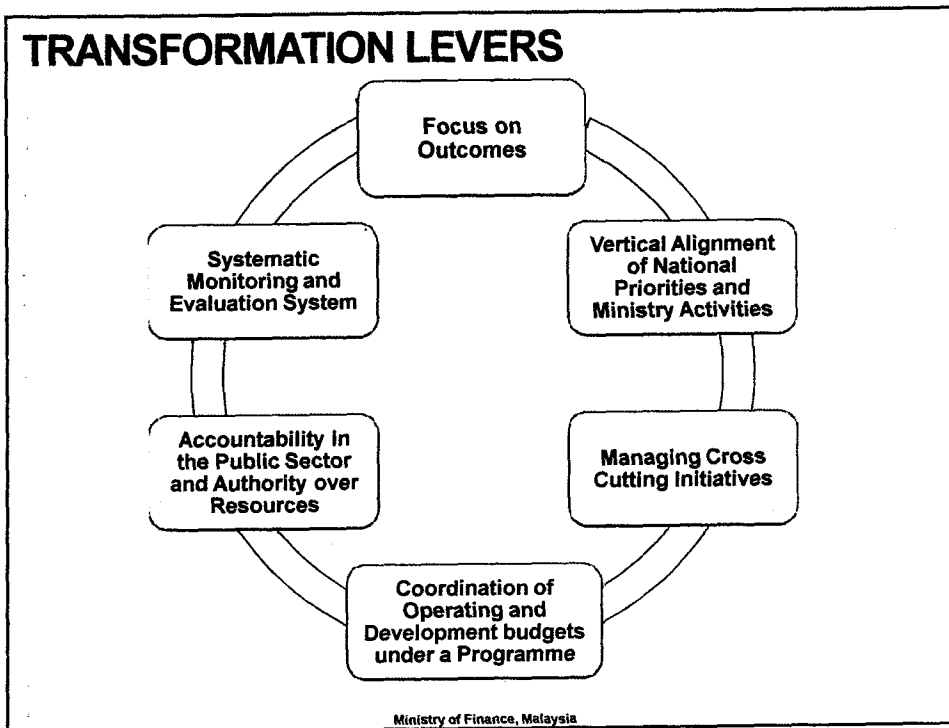 TRANSFORMATION LEVERS
Focus on
Outcomes
Vertical Alignment
of National
Priorities and
Ministry Activities
Managing Cross
Cutting Initiatives
Coordination of
Operating and
Development budgets
under a Programme
Accountability in
the Public Sector
and Authority over
Resources
Systematic
Monitoring and
Evaluation System
Ministry of Finance, Malaysia